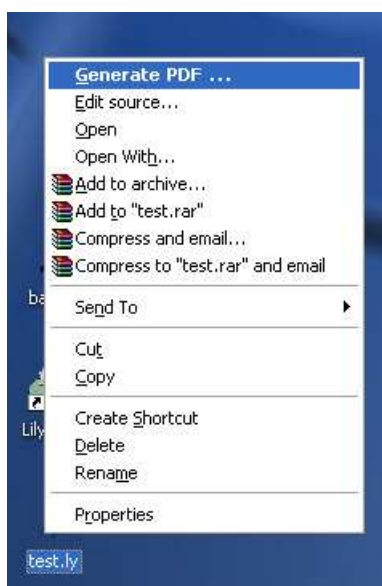 Generate PDF ...
Edit source...
Open
Open With...
Add to archive...
Add to "test.rar"
Compress and email...
Compress to "test.rar" and email
Send To
Cut
Copy
Create Shortcut
Delete
Rename
Properties
test.ly